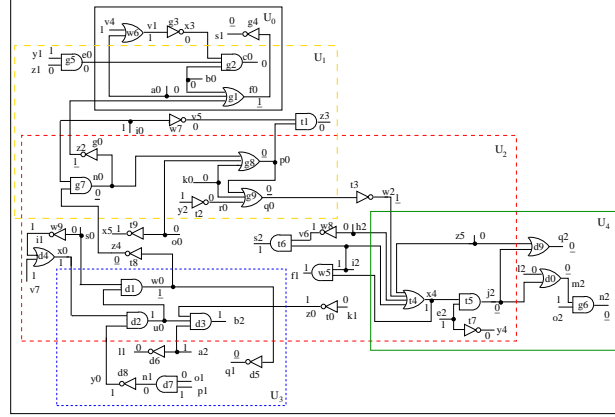 v4 1 w6 v1 1 g3 x3 0 0 g4 s1 U0
y1 1 g5 e0 0 g2 c0 0 U1
z1 0 b0 0
a0 0 g1 f0 1
z2 1 g0 1 i0 w7 v5 0 t1 z3 0
g7 n0 0 g8 p0 0 U2
k0 0 t3 w2 1
1 y2 t2 0 r0 g9 0 q0
U4
w9 0 s0 x5 1 t9 0 o0 s2 1 t6 v6 1 w8 0 h2 z5 0 d9 q2 0
1 i1 d4 x0 1 z4 0 t8 i2 l2 0 d0 0
v7 1 d1 w0 1 f1 1 w5 t4 x4 1 t5 j2 0 m2
d2 1 u0 d3 1 b2 z0 1 t0 0 k1 e2 1 t7 0 y4 o2 1 g6 n2 0
l1 0 d6 1 a2
y0 1 d8 n1 0 d7 0 o1 1 p1 q1 1 d5 0
U3